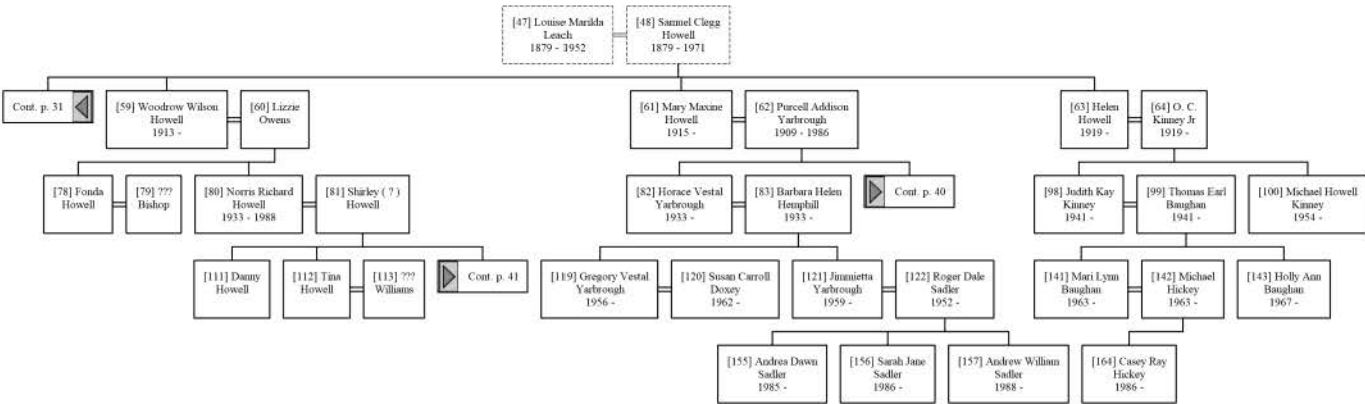 [47] Louise Marilda
Leach
1879 - 1952
[48] Samuel Clegg
Howell
1879 - 1971
Cont. p. 31
[59] Woodrow Wilson
Howell
1913 -
[60] Lizzie
Owens
[61] Mary Maxine
Howell
1915 -
[62] Purcell Addison
Yarbrough
1909 - 1986
[63] Helen
Howell
1919 -
[64] O. C.
Kinney Jr
1919 -
[78] Fonda
Howell
[79] ???
Bishop
[80] Norris Richard
Howell
1933 - 1988
[81] Shirley ( ? )
Howell
[82] Horace Vestal
Yarbrough
1933 -
[83] Barbara Helen
Hemphill
1933 -
Cont. p. 40
[98] Judith Kay
Kinney
1941 -
[99] Thomas Earl
Baughan
1941 -
[100] Michael Howell
Kinney
1954 -
[111] Danny
Howell
[112] Tina
Howell
[113] ???
Williams
Cont. p. 41
[119] Gregory Vestal
Yarbrough
1956 -
[120] Susan Carroll
Doxey
1962 -
[121] Jimmietta
Yarbrough
1959 -
[122] Roger Dale
Sadler
1952 -
[141] Mari Lynn
Baughan
1963 -
[142] Michael
Hickey
1963 -
[143] Holly Ann
Baughan
1967 -
[155] Andrea Dawn
Sadler
1985 -
[156] Sarah Jane
Sadler
1986 -
[157] Andrew William
Sadler
1988 -
[164] Casey Ray
Hickey
1986 -